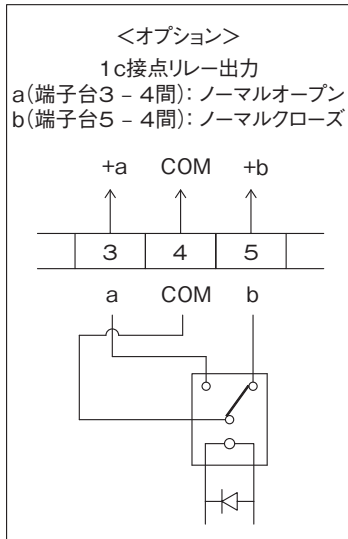 <オプション>
1c接点リレー出力
a(端子台3 – 4間): ノーマルオープン
b(端子台5 – 4間): ノーマルクローズ
+a COM +b
3 4 5
a COM b